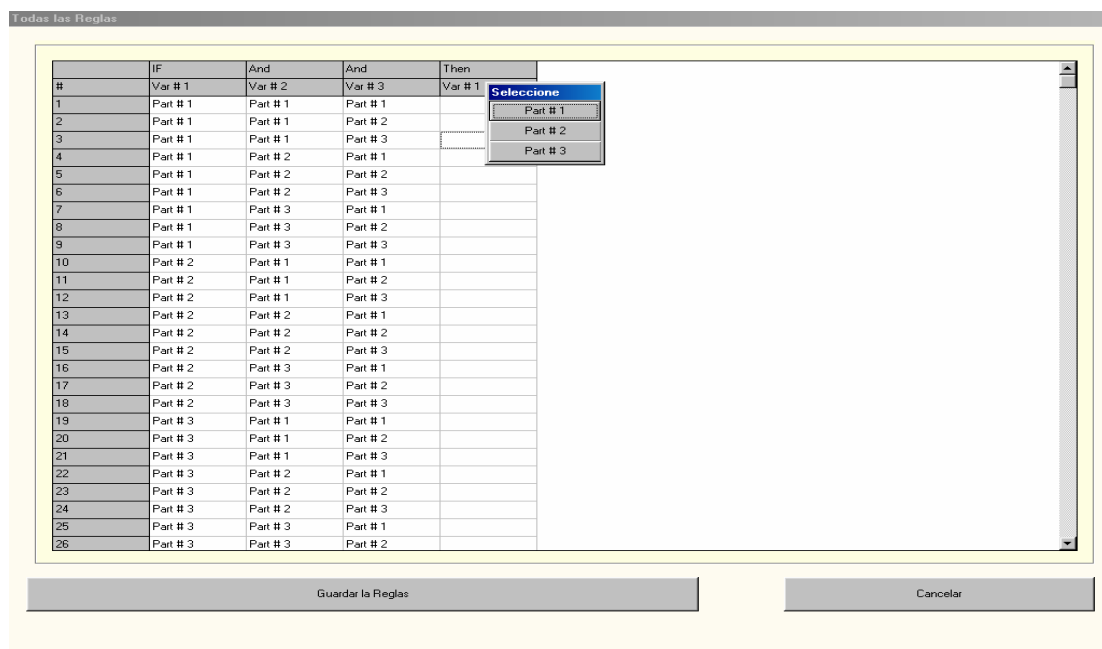 Todas las Reglas
IF And And Then
# Var # 1 Var # 2 Var # 3 Var # 1
Seleccione
Part # 1
Part # 2
Part # 3
1 Part # 1 Part # 1 Part # 1
2 Part # 1 Part # 1 Part # 2
3 Part # 1 Part # 1 Part # 3
4 Part # 1 Part # 2 Part # 1
5 Part # 1 Part # 2 Part # 2
6 Part # 1 Part # 2 Part # 3
7 Part # 1 Part # 3 Part # 1
8 Part # 1 Part # 3 Part # 2
9 Part # 1 Part # 3 Part # 3
10 Part # 2 Part # 1 Part # 1
11 Part # 2 Part # 1 Part # 2
12 Part # 2 Part # 1 Part # 3
13 Part # 2 Part # 2 Part # 1
14 Part # 2 Part # 2 Part # 2
15 Part # 2 Part # 2 Part # 3
16 Part # 2 Part # 3 Part # 1
17 Part # 2 Part # 3 Part # 2
18 Part # 2 Part # 3 Part # 3
19 Part # 3 Part # 1 Part # 1
20 Part # 3 Part # 1 Part # 2
21 Part # 3 Part # 1 Part # 3
22 Part # 3 Part # 2 Part # 1
23 Part # 3 Part # 2 Part # 2
24 Part # 3 Part # 2 Part # 3
25 Part # 3 Part # 3 Part # 1
26 Part # 3 Part # 3 Part # 2
Guardar la Reglas Cancelar